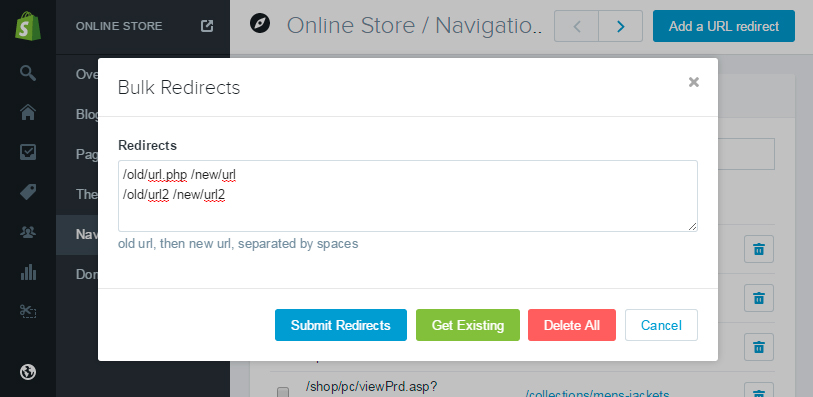 ONLINE STORE
Online Store / Navigatio..
Add a URL redirect
Ove
Blog
Pag
The
Nav
Dor
Bulk Redirects
Redirects
/old/url.php /new/url
/old/url2 /new/url2
old url, then new url, separated by spaces
Submit Redirects
Get Existing
Delete All
Cancel
/shop/pc/viewPrd.asp?
/collections/mens-jackets